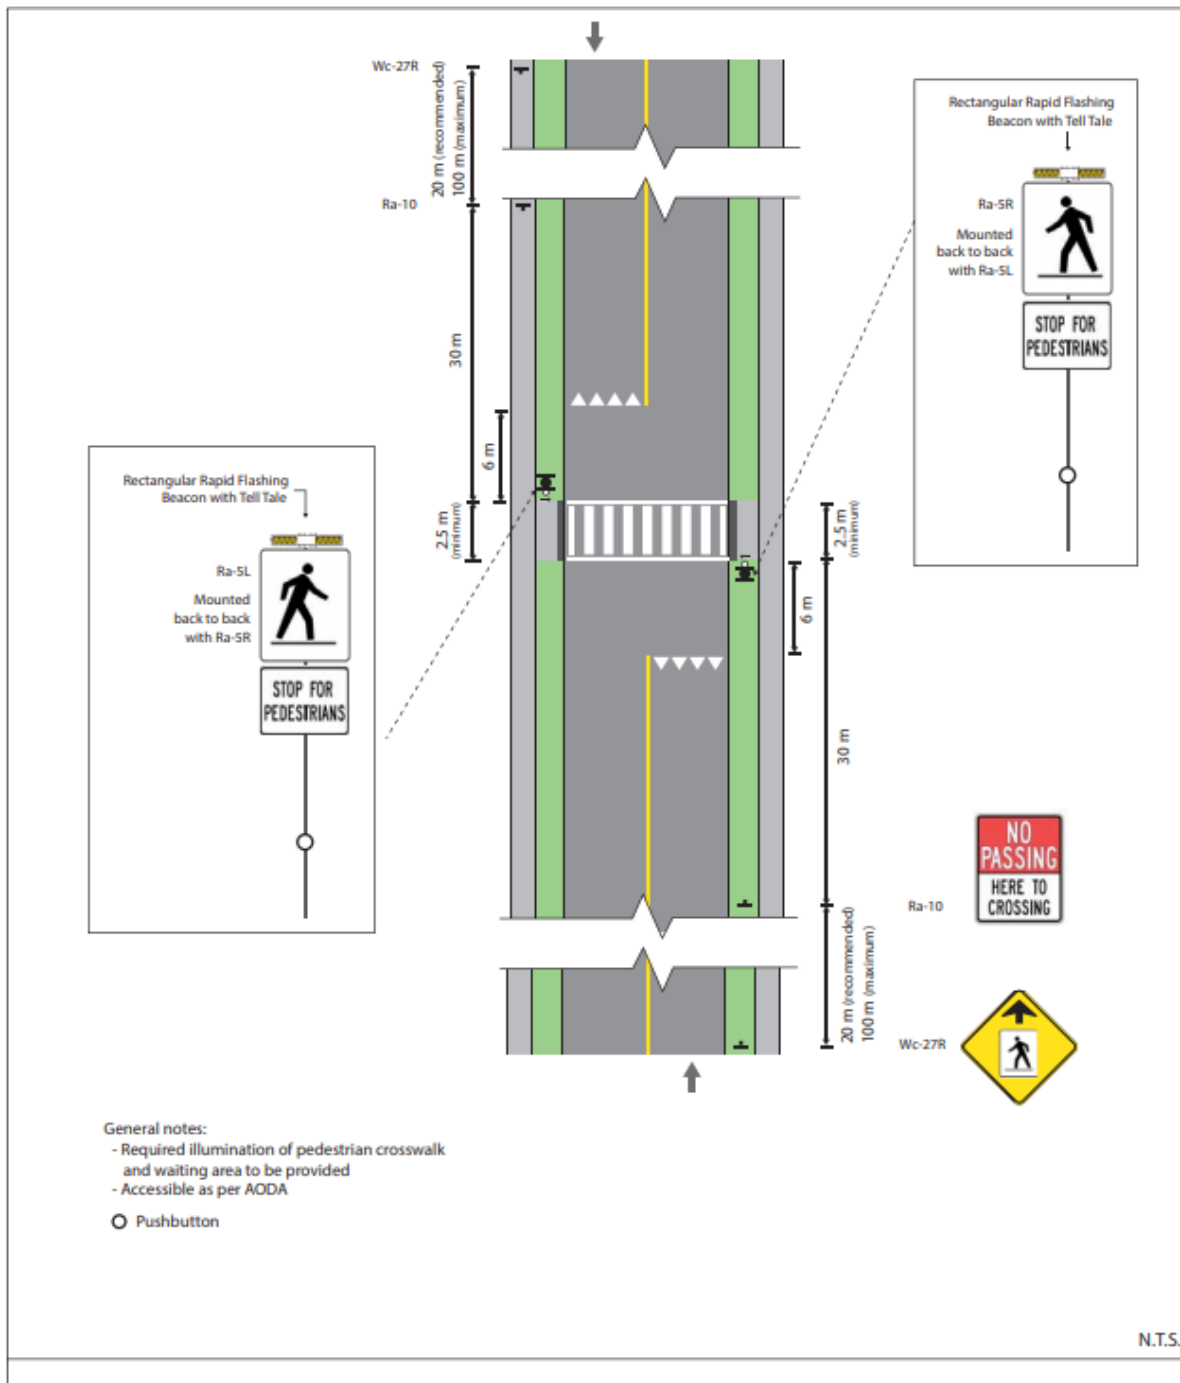 Wc-27R
20 m (recommended)
100 m (maximum)
Rectangular Rapid Flashing
Beacon with Tell Tale
Ra-10
Ra-5R
Mounted
back to back
with Ra-5L
STOP FOR
PEDESTRIANS
30 m
6 m
2.5 m
(minimum)
Rectangular Rapid Flashing
Beacon with Tell Tale
Ra-5L
Mounted
back to back
with Ra-5R
STOP FOR
PEDESTRIANS
2.5 m
(minimum)
6 m
30 m
NO
PASSING
HERE TO
CROSSING
Ra-10
20 m (recommended)
100 m (maximum)
Wc-27R
General notes:
- Required illumination of pedestrian crosswalk
and waiting area to be provided
- Accessible as per AODA
Pushbutton
N.T.S.